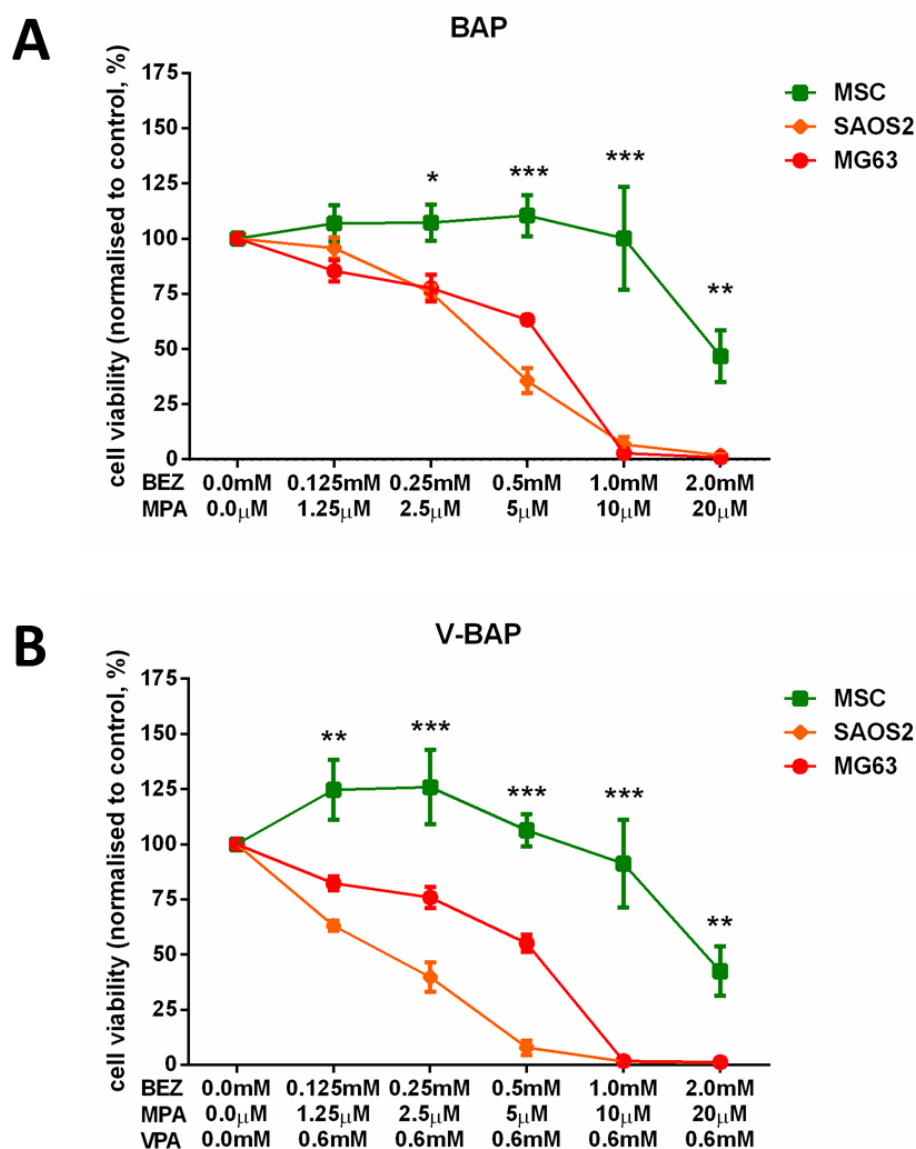 A
BAP
cell viability (normalised to control, %)
175
150
125
100
75
50
25
0
* *** *** **
MSC
SAOS2
MG63
BEZ 0.0mM 0.125mM 0.25mM 0.5mM 1.0mM 2.0mM
MPA 0.0μM 1.25μM 2.5μM 5μM 10μM 20μM
B
V-BAP
cell viability (normalised to control, %)
175
150
125
100
75
50
25
0
** *** *** *** **
MSC
SAOS2
MG63
BEZ 0.0mM 0.125mM 0.25mM 0.5mM 1.0mM 2.0mM
MPA 0.0μM 1.25μM 2.5μM 5μM 10μM 20μM
VPA 0.0mM 0.6mM 0.6mM 0.6mM 0.6mM 0.6mM